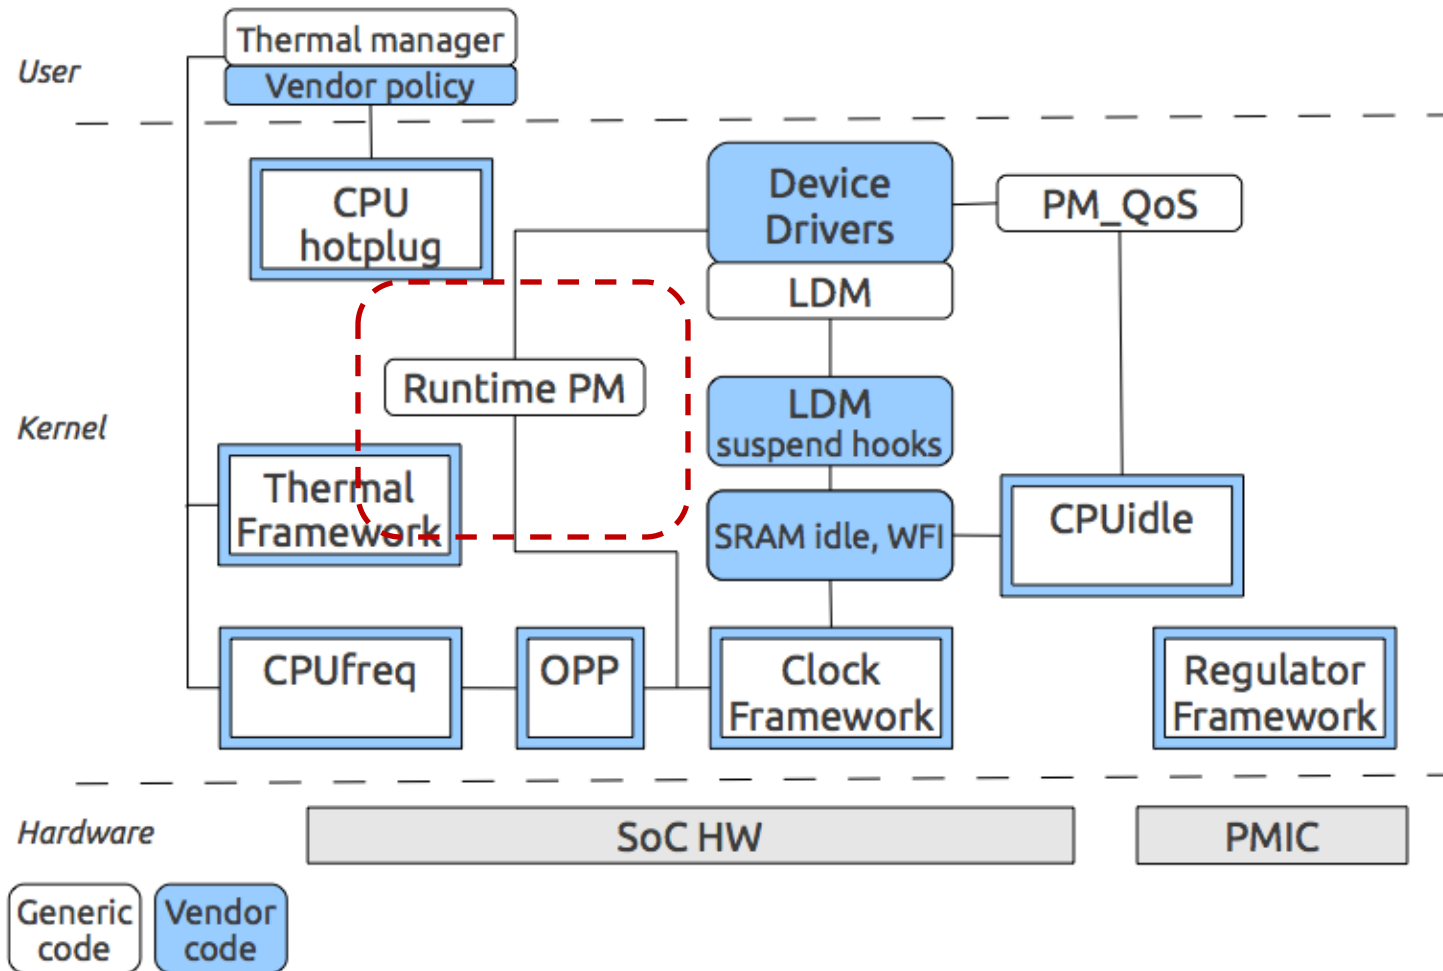 User
Thermal manager
Vendor policy
CPU
hotplug
Device
Drivers
PM_QoS
LDM
Runtime PM
LDM
suspend hooks
Kernel
Thermal
Framework
SRAM idle, WFI
CPUidle
CPUfreq
OPP
Clock
Framework
Regulator
Framework
Hardware
SoC HW
PMIC
Generic
code
Vendor
code